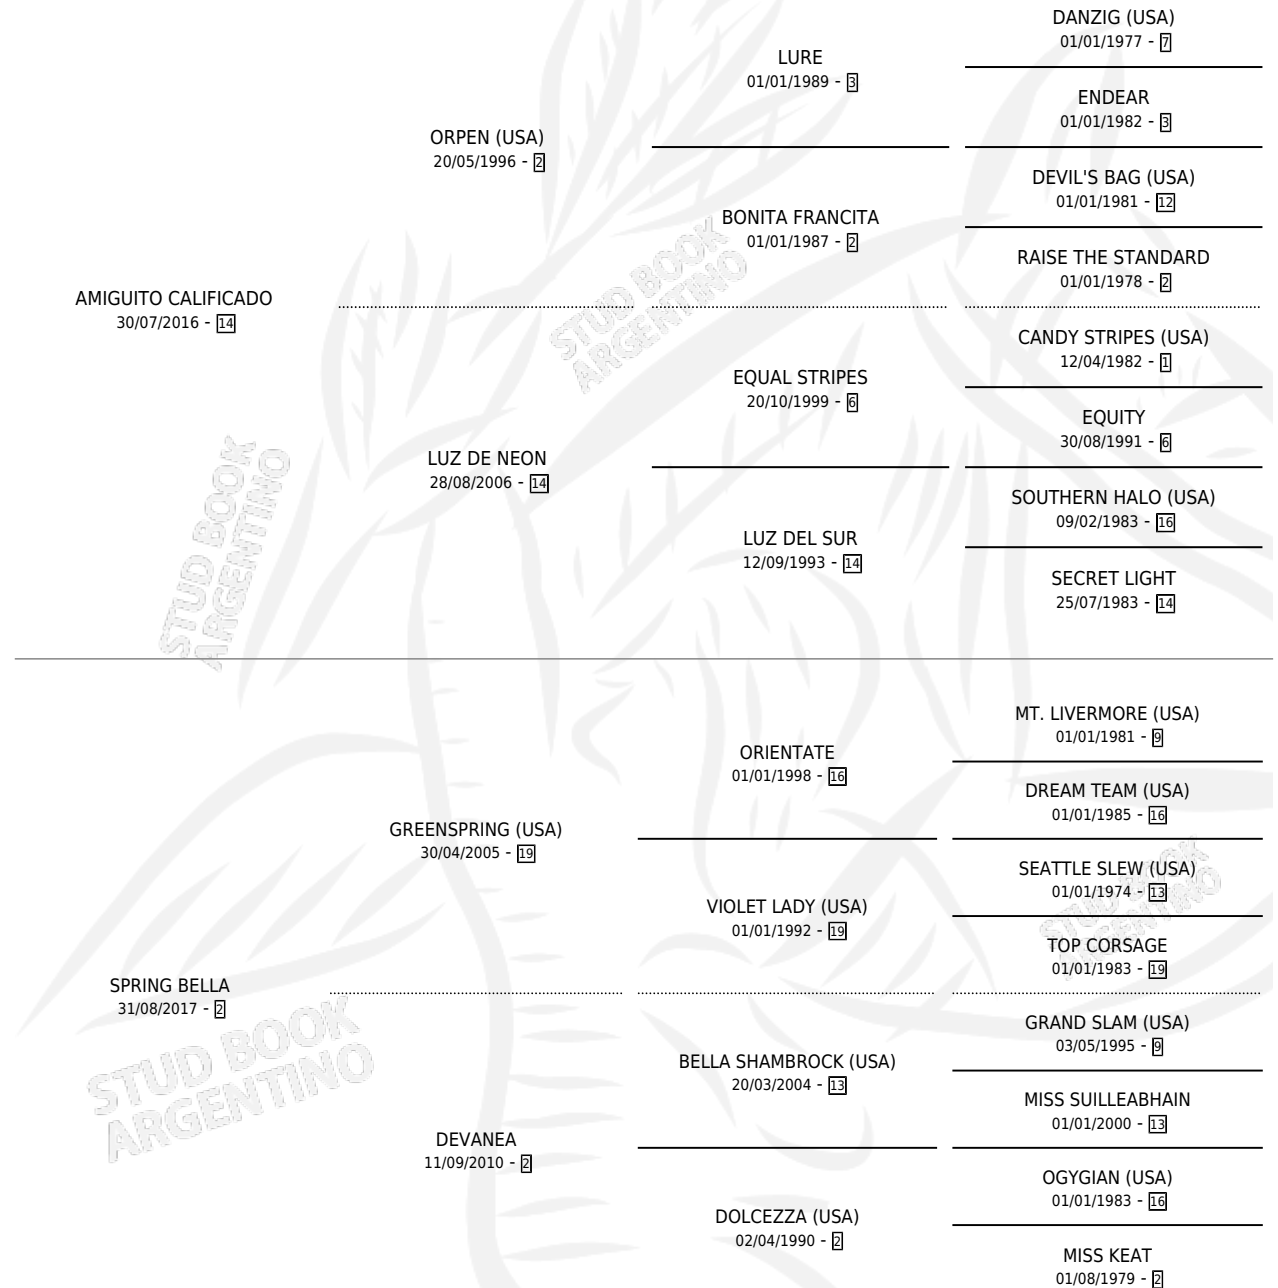 DANZIG (USA)
01/01/1977 - 7
LURE
01/01/1989 - 3
ENDEAR
01/01/1982 - 3
ORPEN (USA)
20/05/1996 - 2
DEVIL'S BAG (USA)
01/01/1981 - 12
BONITA FRANCITA
01/01/1987 - 2
RAISE THE STANDARD
01/01/1978 - 2
AMIGUITO CALIFICADO
30/07/2016 - 14
STUD BOOK
ARGENTINO
CANDY STRIPES (USA)
12/04/1982 - 1
EQUAL STRIPES
20/10/1999 - 6
EQUITY
30/08/1991 - 6
LUZ DE NEON
28/08/2006 - 14
SOUTHERN HALO (USA)
09/02/1983 - 16
LUZ DEL SUR
12/09/1993 - 14
SECRET LIGHT
25/07/1983 - 14
STUD BOOK
ARGENTINO
MT. LIVERMORE (USA)
01/01/1981 - 9
ORIENTATE
01/01/1998 - 16
DREAM TEAM (USA)
01/01/1985 - 16
GREENSPRING (USA)
30/04/2005 - 19
SEATTLE SLEW (USA)
01/01/1974 - 13
VIOLET LADY (USA)
01/01/1992 - 19
TOP CORSAGE
01/01/1983 - 19
STUD BOOK
ARGENTINO
SPRING BELLA
31/08/2017 - 2
GRAND SLAM (USA)
03/05/1995 - 9
BELLA SHAMBROCK (USA)
20/03/2004 - 13
MISS SUILLEABHAIN
01/01/2000 - 13
STUD BOOK
ARGENTINO
DEVANEA
11/09/2010 - 2
OGYGIAN (USA)
01/01/1983 - 16
DOLCEZZA (USA)
02/04/1990 - 2
MISS KEAT
01/08/1979 - 2